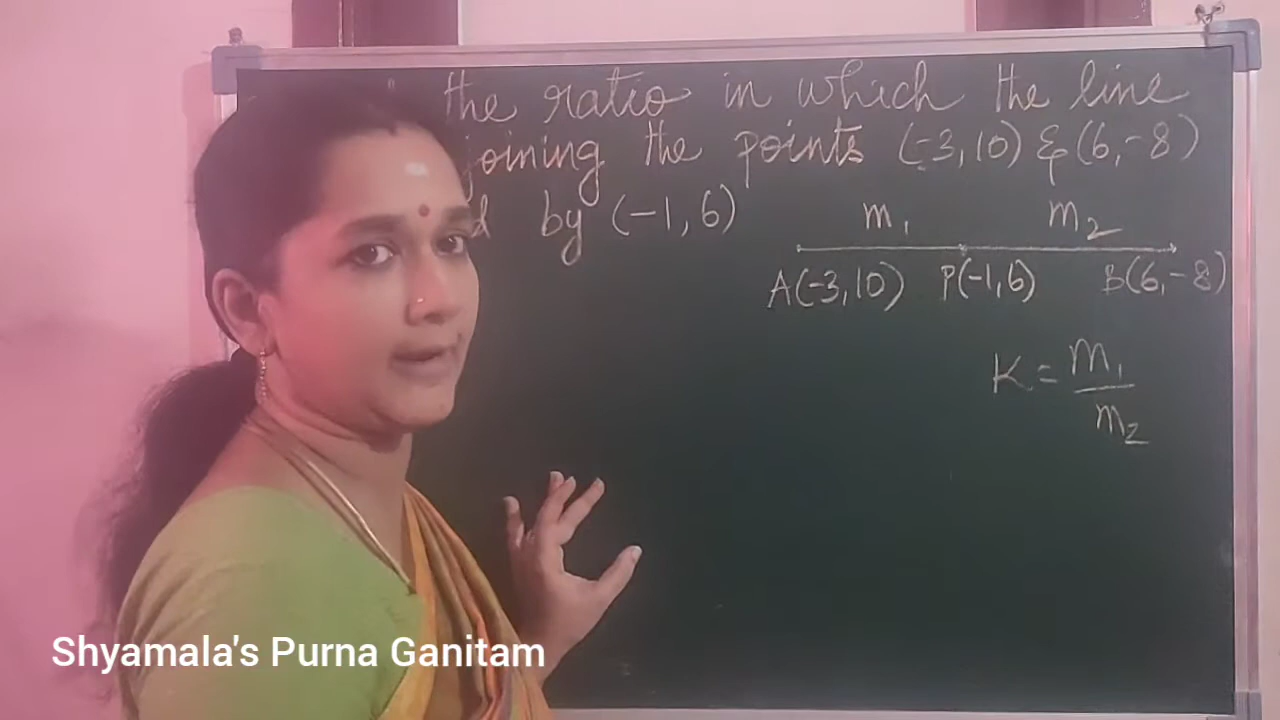 the ratio in which the line
joining the points (-3,10) & (6,-8)
by (-1,6)
m₁ m₂
A(-3,10) P(-1,6) B(6,-8)
K = m₁/m₂
Shyamala's Purna Ganitam